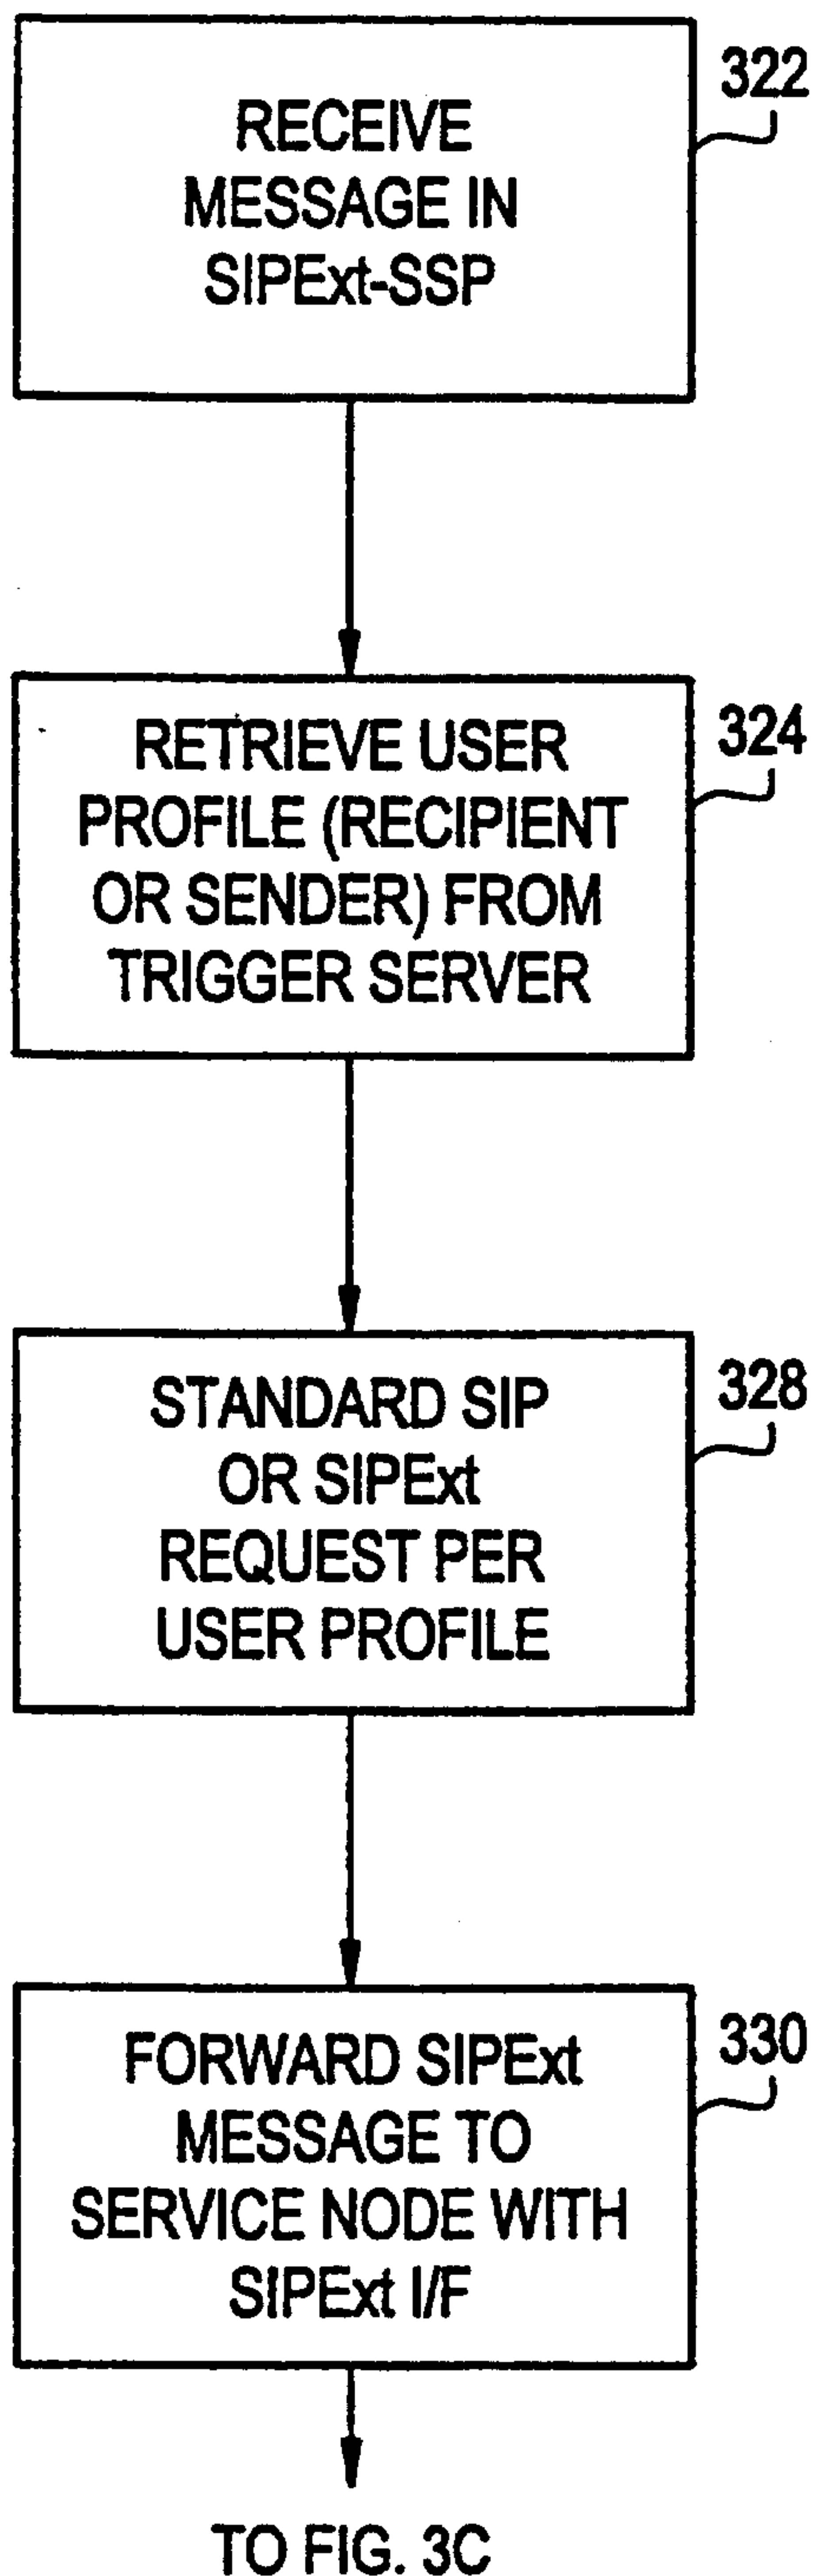 322
RECEIVE
MESSAGE IN
SIPExt-SSP
324
RETRIEVE USER
PROFILE (RECIPIENT
OR SENDER) FROM
TRIGGER SERVER
328
STANDARD SIP
OR SIPExt
REQUEST PER
USER PROFILE
330
FORWARD SIPExt
MESSAGE TO
SERVICE NODE WITH
SIPExt I/F
TO FIG. 3C